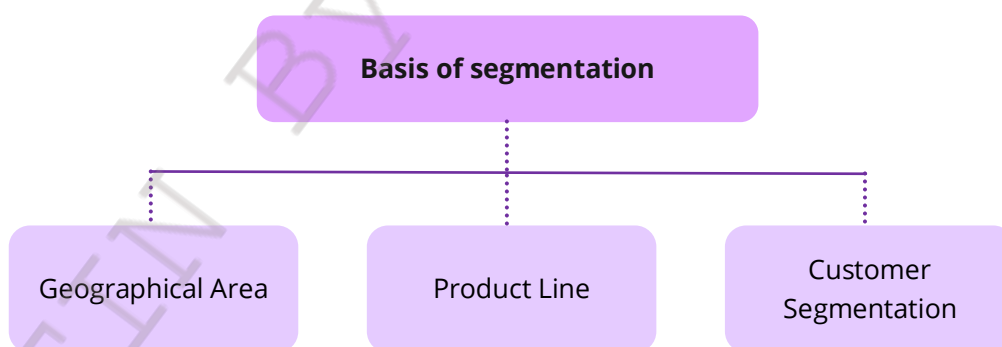 Basis of segmentation
Geographical Area
Product Line
Customer
Segmentation